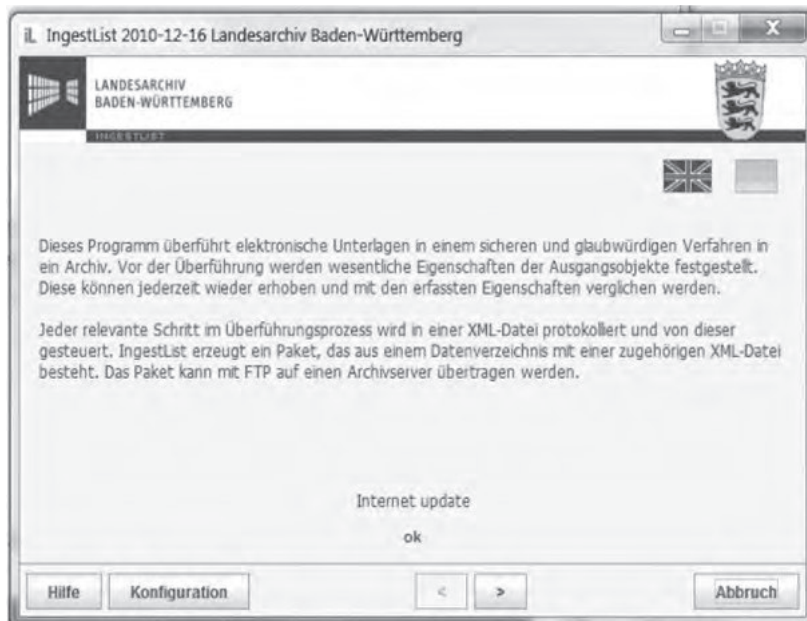 iL IngestList 2010-12-16 Landesarchiv Baden-Württemberg
LANDESARCHIV
BADEN-WÜRTTEMBERG
INGESTLIST
Dieses Programm überführt elektronische Unterlagen in einem sicheren und glaubwürdigen Verfahren in
ein Archiv. Vor der Überführung werden wesentliche Eigenschaften der Ausgangsobjekte festgestellt.
Diese können jederzeit wieder erhoben und mit den erfassten Eigenschaften verglichen werden.
Jeder relevante Schritt im Überführungsprozess wird in einer XML-Datei protokolliert und von dieser
gesteuert. IngestList erzeugt ein Paket, das aus einem Datenverzeichnis mit einer zugehörigen XML-Datei
besteht. Das Paket kann mit FTP auf einen Archivserver übertragen werden.
Internet update
ok
Hilfe Konfiguration < > Abbruch